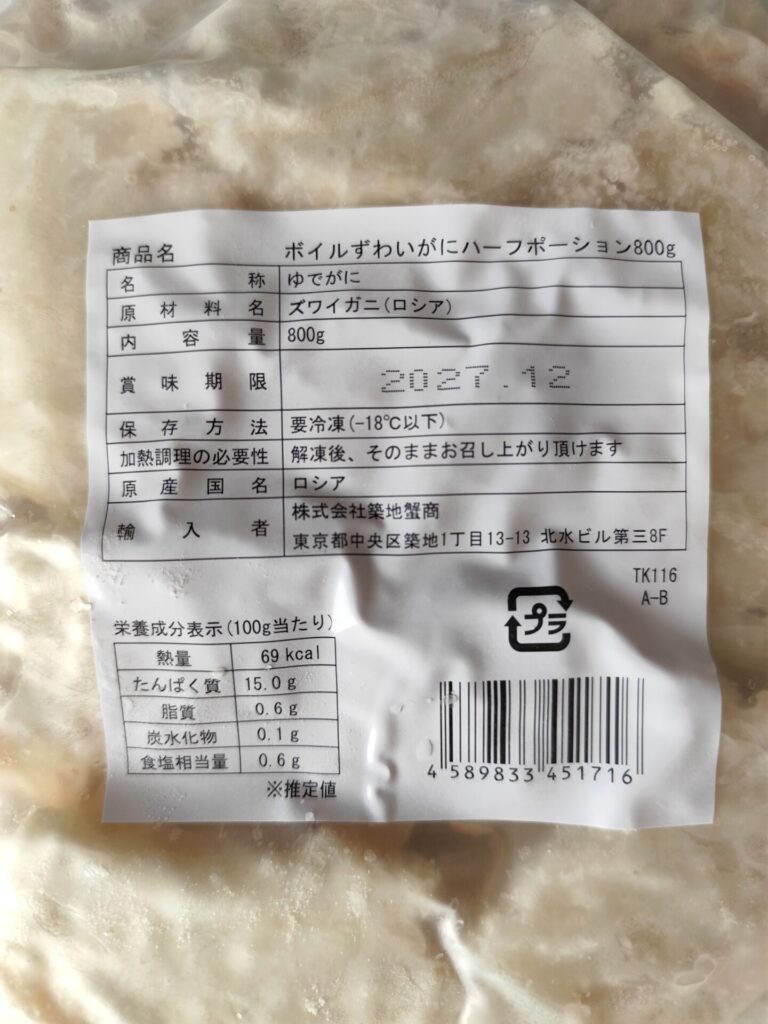 商品名 ボイルずわいがにハーフポーション800g
名称 ゆでがに
原材料名 ズワイガニ(ロシア)
内容量 800g
賞味期限 2027.12
保存方法 要冷凍(-18℃以下)
加熱調理の必要性 解凍後、そのままお召し上がり頂けます
原産国名 ロシア
輸入者 株式会社築地蟹商
東京都中央区築地1丁目13-13 北水ビル第三8F
TK116
A-B
プラ
栄養成分表示(100g当たり)
熱量 69kcal
たんぱく質 15.0g
脂質 0.6g
炭水化物 0.1g
食塩相当量 0.6g
※推定値
4 589833 451716